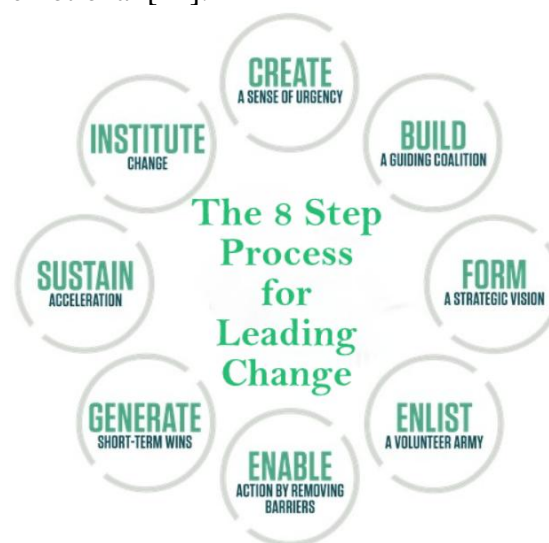 CREATE
A SENSE OF URGENCY
BUILD
A GUIDING COALITION
FORM
A STRATEGIC VISION
ENLIST
A VOLUNTEER ARMY
ENABLE
ACTION BY REMOVING
BARRIERS
GENERATE
SHORT-TERM WINS
SUSTAIN
ACCELERATION
INSTITUTE
CHANGE
The 8 Step
Process
for
Leading
Change